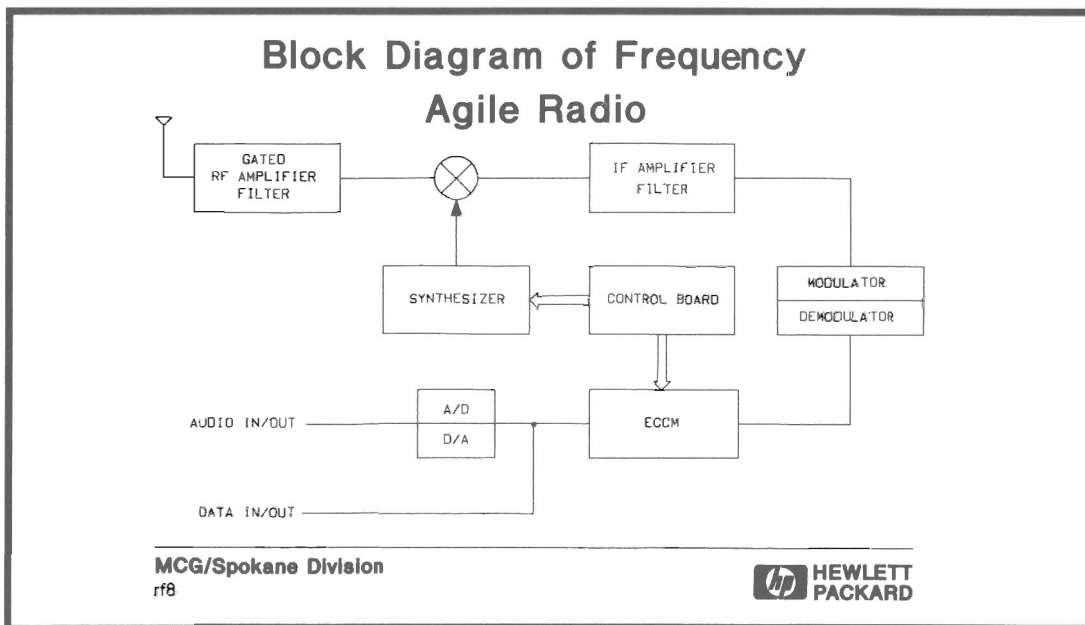 Block Diagram of Frequency
Agile Radio
GATED
RF AMPLIFIER
FILTER
IF AMPLIFIER
FILTER
SYNTHESIZER
CONTROL BOARD
MODULATOR
DEMODULATOR
AUDIO IN/OUT
A/D
D/A
ECCM
DATA IN/OUT
MCG/Spokane Division
rf8
hp HEWLETT
PACKARD